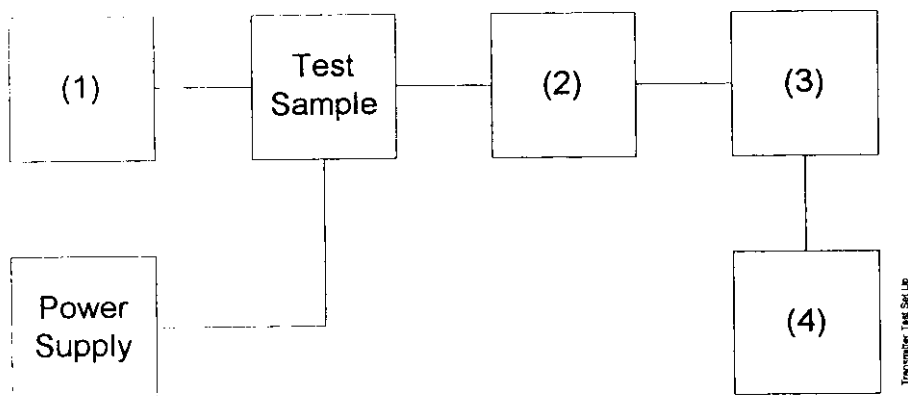 (1)
Test
Sample
(2)
(3)
Power
Supply
(4)
Transmitter Test Set Up